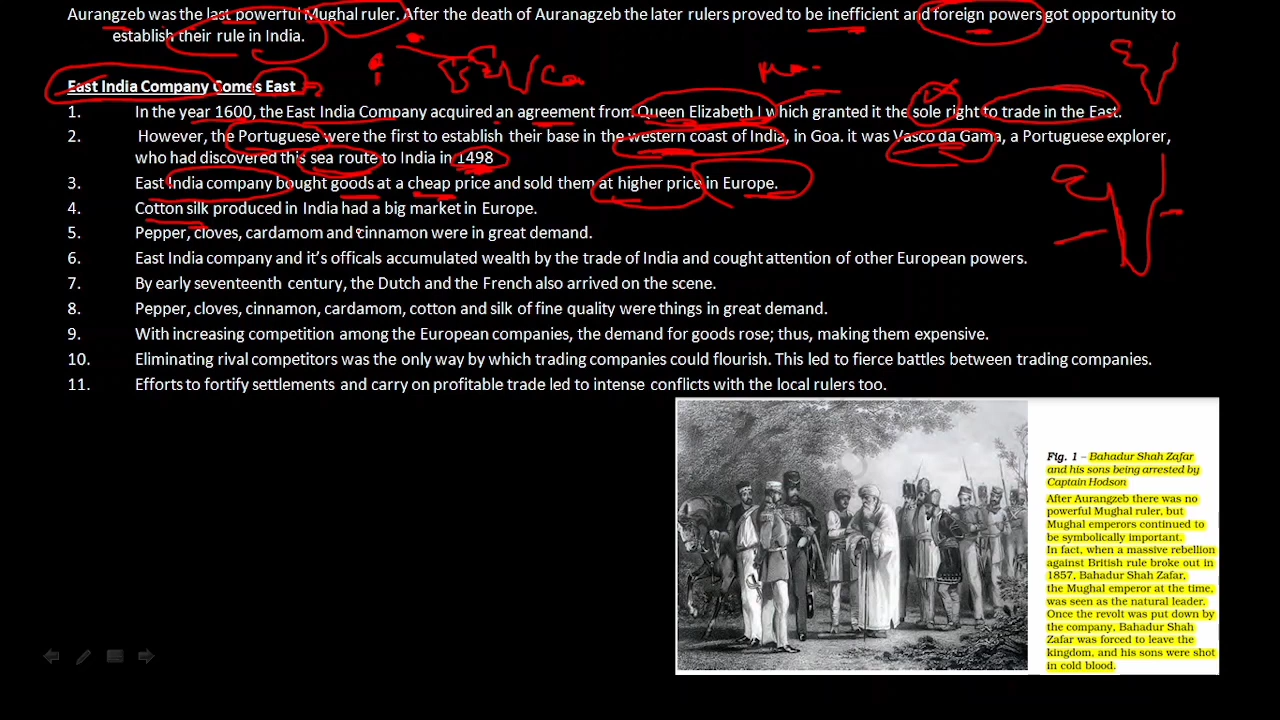 Aurangzeb was the last powerful Mughal ruler. After the death of Auranagzeb the later rulers proved to be inefficient and foreign powers got opportunity to
establish their rule in India.
East India Company Comes East
1. In the year 1600, the East India Company acquired an agreement from Queen Elizabeth I which granted it the sole right to trade in the East.
2. However, the Portuguese were the first to establish their base in the western coast of India, in Goa. it was Vasco da Gama, a Portuguese explorer,
who had discovered this sea route to India in 1498
3. East India company bought goods at a cheap price and sold them at higher price in Europe.
4. Cotton silk produced in India had a big market in Europe.
5. Pepper, cloves, cardamom and cinnamon were in great demand.
6. East India company and it's officals accumulated wealth by the trade of India and cought attention of other European powers.
7. By early seventeenth century, the Dutch and the French also arrived on the scene.
8. Pepper, cloves, cinnamon, cardamom, cotton and silk of fine quality were things in great demand.
9. With increasing competition among the European companies, the demand for goods rose; thus, making them expensive.
10. Eliminating rival competitors was the only way by which trading companies could flourish. This led to fierce battles between trading companies.
11. Efforts to fortify settlements and carry on profitable trade led to intense conflicts with the local rulers too.
Fig. 1 – Bahadur Shah Zafar
and his sons being arrested by
Captain Hodson
After Aurangzeb there was no
powerful Mughal ruler, but
Mughal emperors continued to
be symbolically important.
In fact, when a massive rebellion
against British rule broke out in
1857, Bahadur Shah Zafar,
the Mughal emperor at the time,
was seen as the natural leader.
Once the revolt was put down by
the company, Bahadur Shah
Zafar was forced to leave the
kingdom, and his sons were shot
in cold blood.